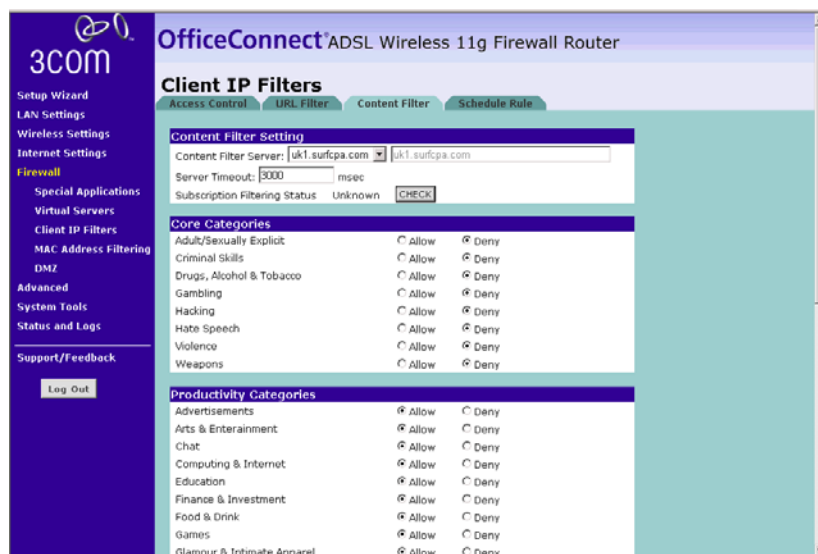 3COM
Setup Wizard
LAN Settings
Wireless Settings
Internet Settings
Firewall
Special Applications
Virtual Servers
Client IP Filters
MAC Address Filtering
DMZ
Advanced
System Tools
Status and Logs
Support/Feedback
Log Out
OfficeConnect® ADSL Wireless 11g Firewall Router
Client IP Filters
Access Control URL Filter Content Filter Schedule Rule
Content Filter Setting
Content Filter Server: uk1.surfcpa.com uk1.surfcpa.com
Server Timeout: 3000 msec
Subscription Filtering Status Unknown CHECK
Core Categories
Adult/Sexually Explicit Allow Deny
Criminal Skills Allow Deny
Drugs, Alcohol & Tobacco Allow Deny
Gambling Allow Deny
Hacking Allow Deny
Hate Speech Allow Deny
Violence Allow Deny
Weapons Allow Deny
Productivity Categories
Advertisements Allow Deny
Arts & Enterainment Allow Deny
Chat Allow Deny
Computing & Internet Allow Deny
Education Allow Deny
Finance & Investment Allow Deny
Food & Drink Allow Deny
Games Allow Deny
Glamour & Intimate Apparel Allow Deny